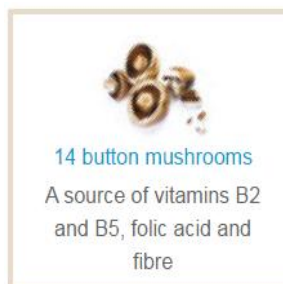 14 button mushrooms
A source of vitamins B2
and B5, folic acid and
fibre